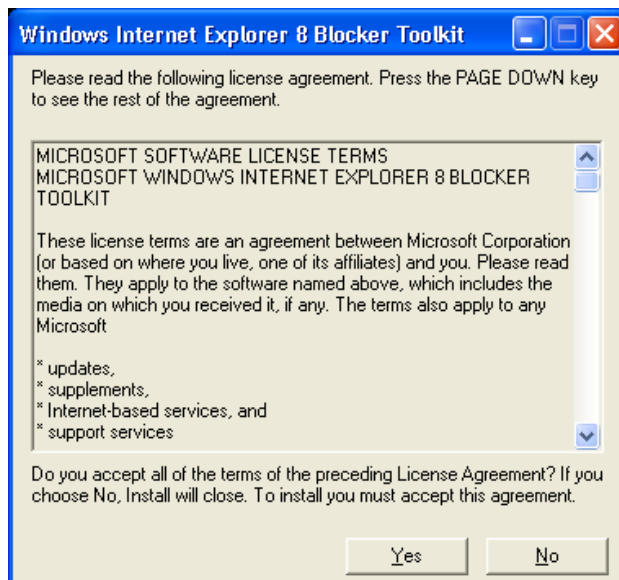 Windows Internet Explorer 8 Blocker Toolkit
Please read the following license agreement. Press the PAGE DOWN key
to see the rest of the agreement.
MICROSOFT SOFTWARE LICENSE TERMS
MICROSOFT WINDOWS INTERNET EXPLORER 8 BLOCKER
TOOLKIT
These license terms are an agreement between Microsoft Corporation
(or based on where you live, one of its affiliates) and you. Please read
them. They apply to the software named above, which includes the
media on which you received it, if any. The terms also apply to any
Microsoft
* updates,
* supplements,
* Internet-based services, and
* support services
Do you accept all of the terms of the preceding License Agreement? If you
choose No, Install will close. To install you must accept this agreement.
Yes
No